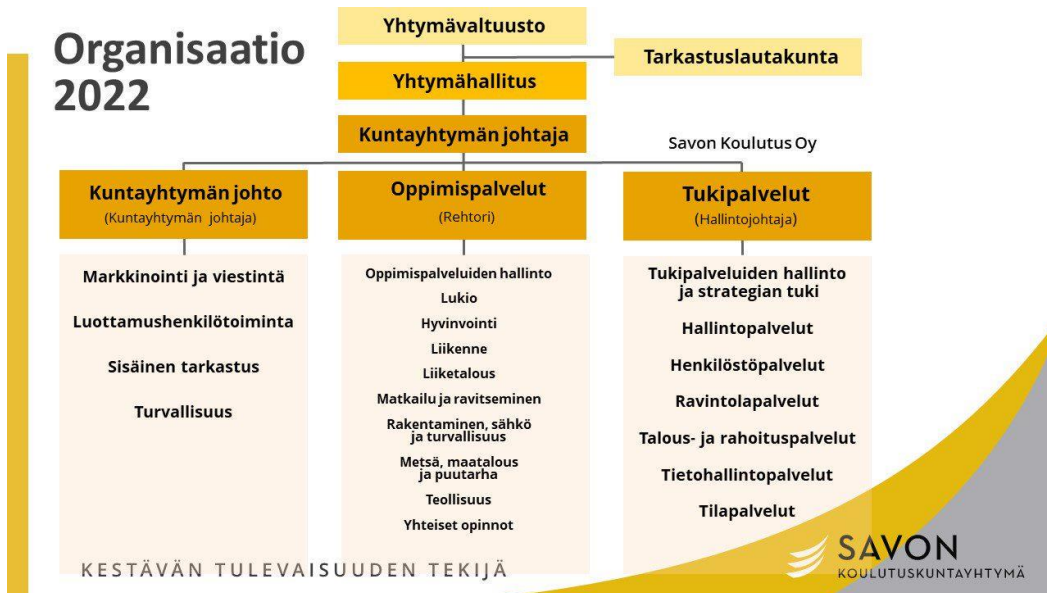 Organisaatio
2022
Yhtymävaltuusto
Tarkastuslautakunta
Yhtymähallitus
Kuntayhtymän johtaja
Savon Koulutus Oy
Kuntayhtymän johto
(Kuntayhtymän johtaja)
Markkinointi ja viestintä
Luottamushenkilötoiminta
Sisäinen tarkastus
Turvallisuus
Oppimispalvelut
(Rehtori)
Oppimispalveluiden hallinto
Lukio
Hyvinvointi
Liikenne
Liiketalous
Matkailu ja ravitseminen
Rakentaminen, sähkö
ja turvallisuus
Metsä, maatalous
ja puutarha
Teollisuus
Yhteiset opinnot
Tukipalvelut
(Hallintojohtaja)
Tukipalveluiden hallinto
ja strategian tuki
Hallintopalvelut
Henkilöstöpalvelut
Ravintolapalvelut
Talous- ja rahoituspalvelut
Tietohallintopalvelut
Tilapalvelut
KESTÄVÄN TULEVAISUUDEN TEKIJÄ
SAVON
KOULUTUSKUNTAYHTYMÄ